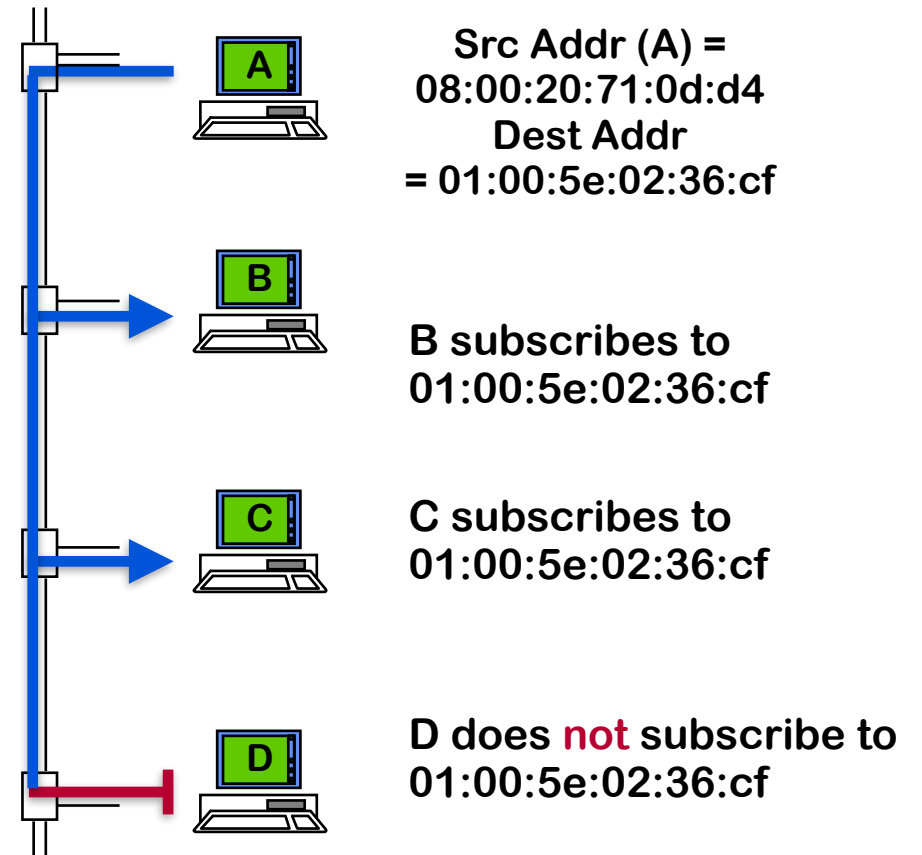 A
Src Addr (A) =
08:00:20:71:0d:d4
Dest Addr
= 01:00:5e:02:36:cf
B
B subscribes to
01:00:5e:02:36:cf
C
C subscribes to
01:00:5e:02:36:cf
D
D does not subscribe to
01:00:5e:02:36:cf